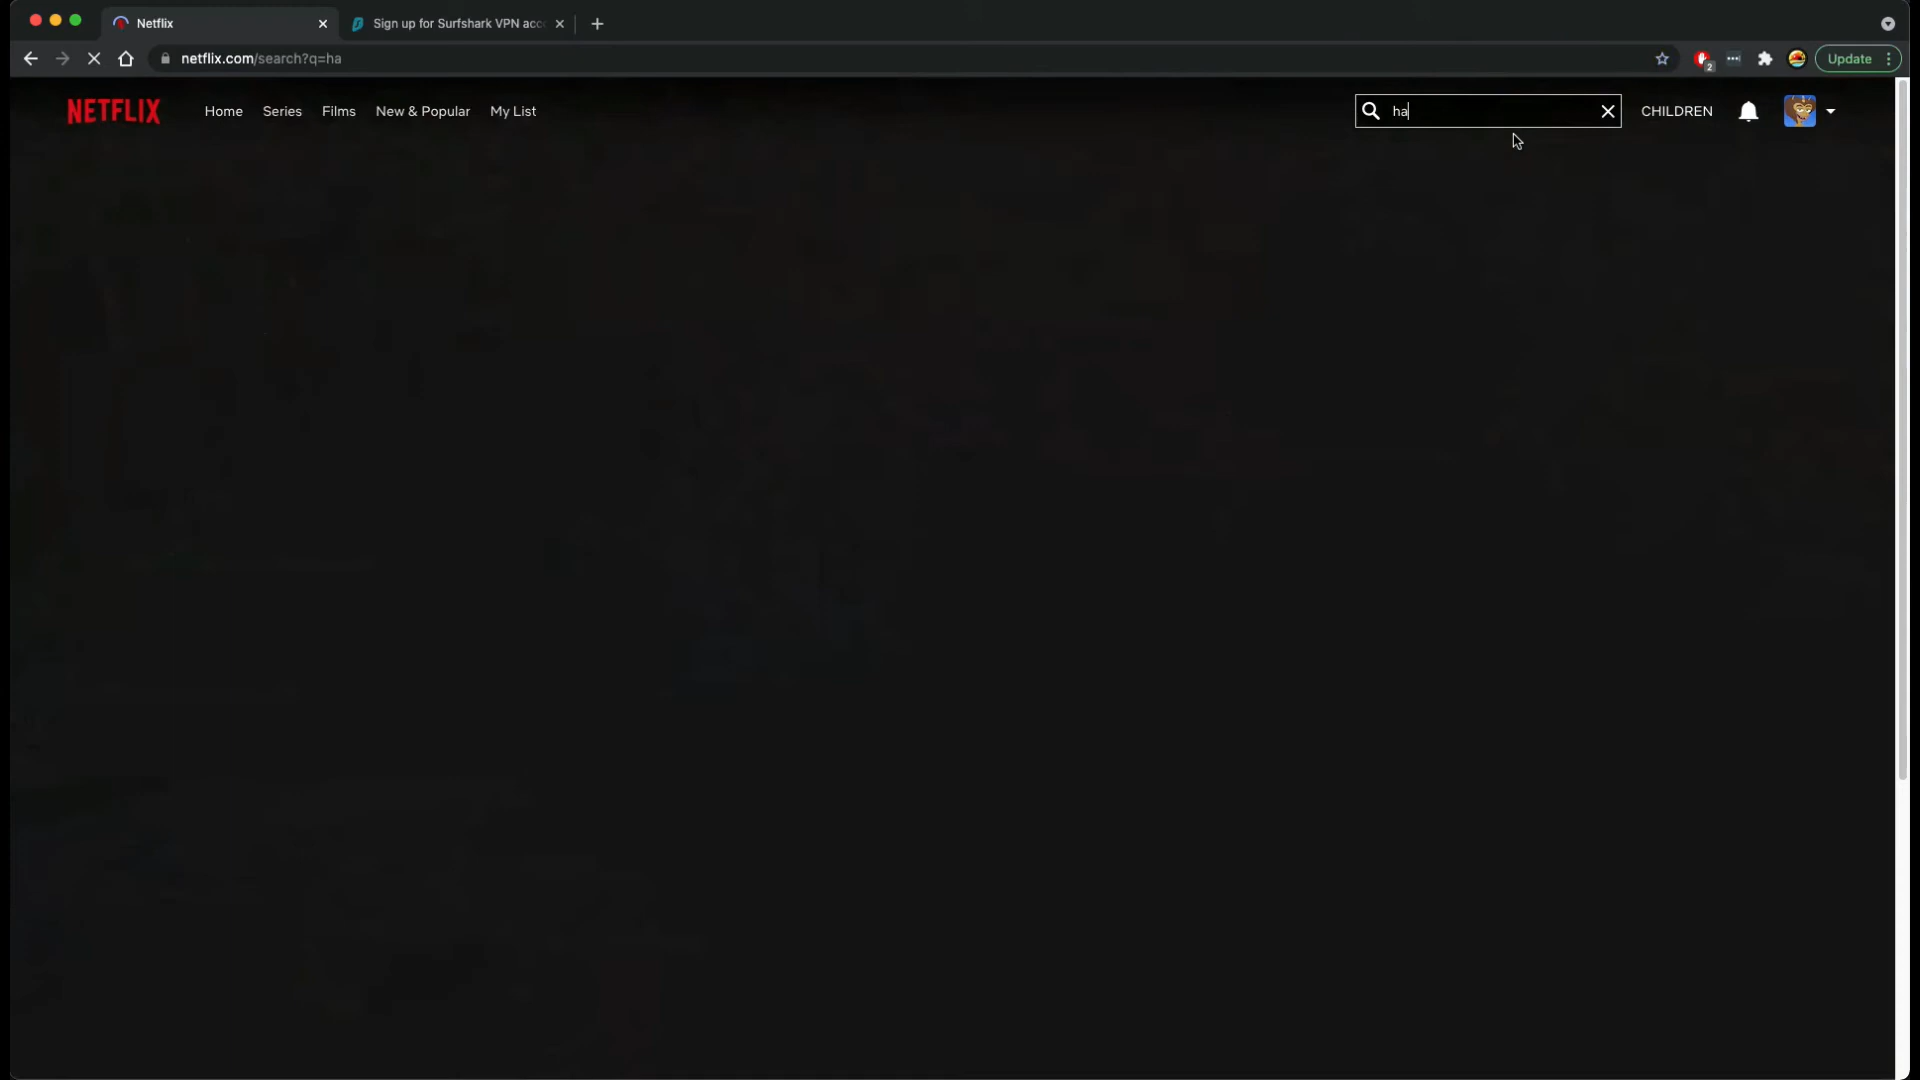 Netflix
Sign up for Surfshark VPN acc
netflix.com/search?q=ha
2
Update
NETFLIX
Home
Series
Films
New & Popular
My List
ha
CHILDREN